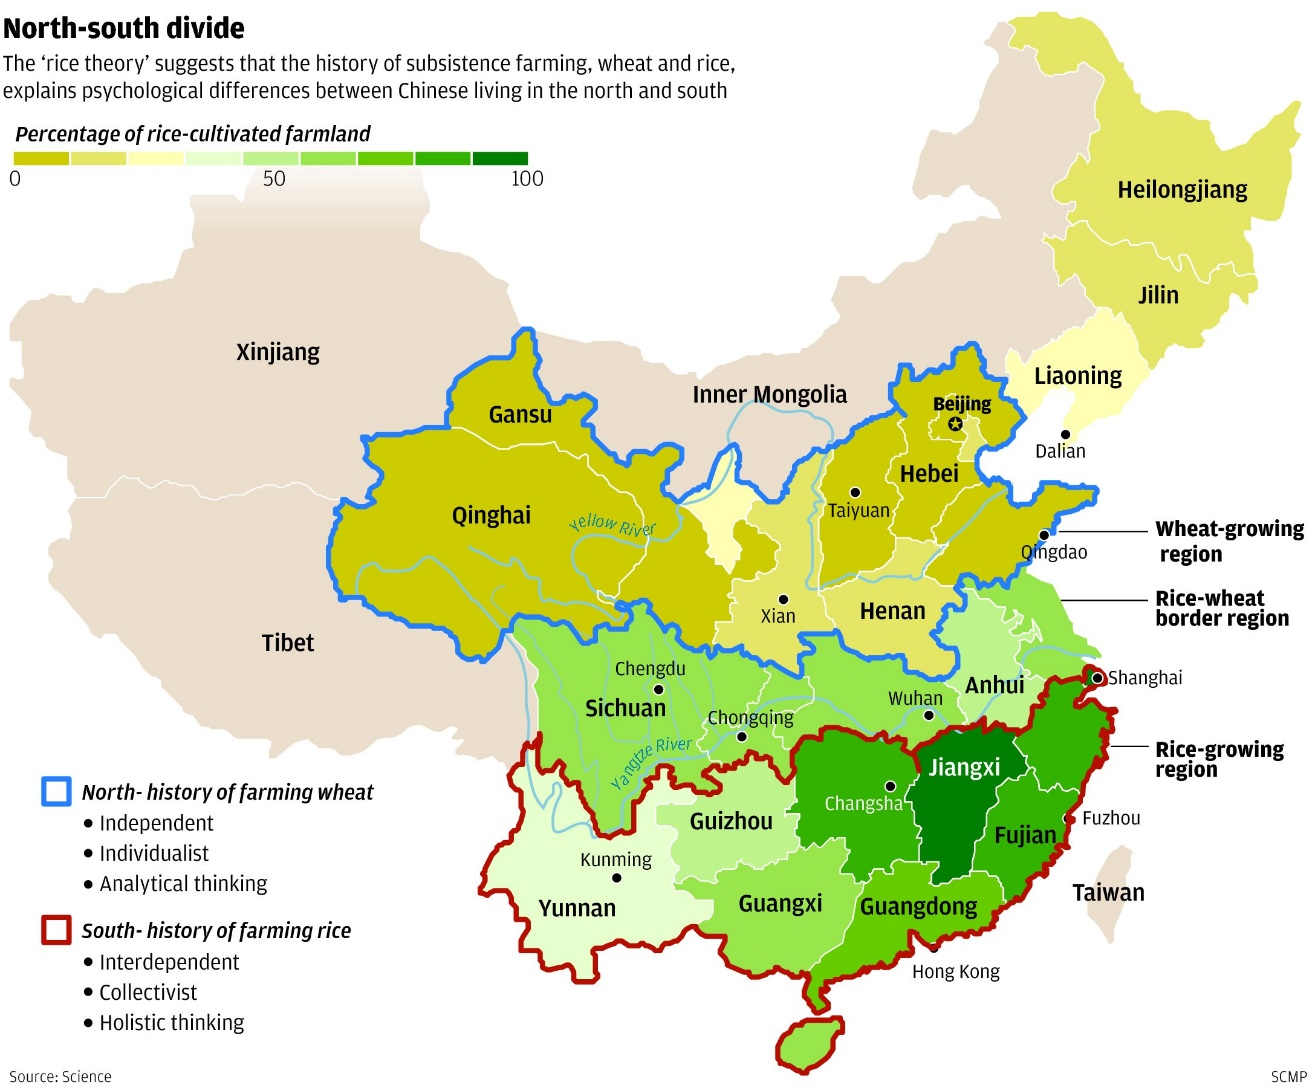 North-south divide
The ‘rice theory’ suggests that the history of subsistence farming, wheat and rice,
explains psychological differences between Chinese living in the north and south
Percentage of rice-cultivated farmland
0 50 100
Heilongjiang
Jilin
Xinjiang
Liaoning
Inner Mongolia
Beijing
Gansu
Dalian
Hebei
Taiyuan
Qinghai
Yellow River
Wheat-growing
region
Qingdao
Rice-wheat
border region
Xian
Henan
Tibet
Chengdu
Shanghai
Anhui
Wuhan
Sichuan
Chongqing
Yangtze River
Rice-growing
region
Jiangxi
North- history of farming wheat
• Independent
• Individualist
• Analytical thinking
Changsha
Guizhou
Fuzhou
Fujian
Kunming
Taiwan
Yunnan
Guangxi
Guangdong
South- history of farming rice
• Interdependent
• Collectivist
• Holistic thinking
Hong Kong
Source: Science
SCMP